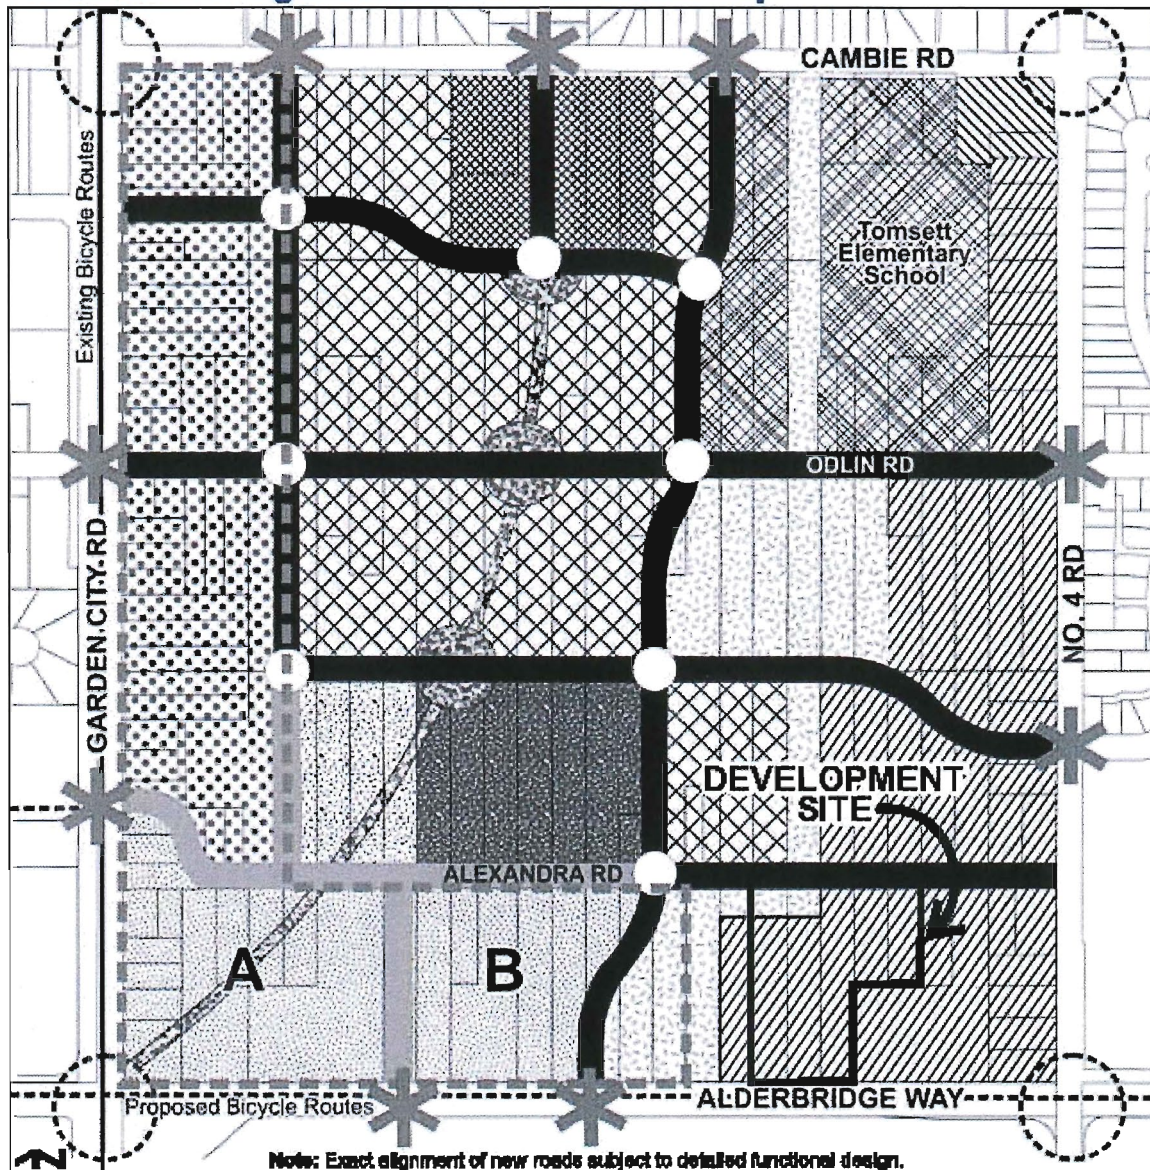 CAMBIE RD
Existing Bicycle Routes
Tomsett
Elementary
School
ODLIN RD
GARDEN CITY RD
NO. 4 RD
DEVELOPMENT
SITE
ALEXANDRA RD
A
B
ALDERBRIDGE WAY
Proposed Bicycle Routes
N
Note: Exact alignment of new roads subject to detailed functional design.